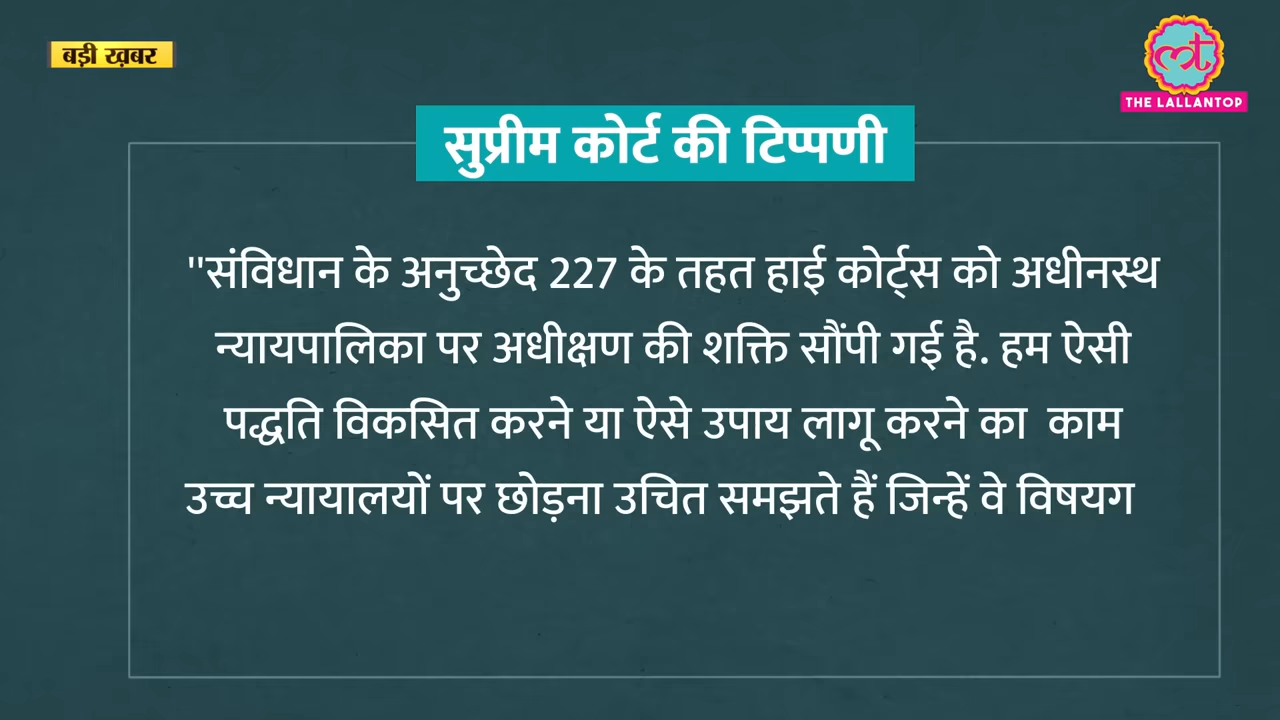 बड़ी ख़बर
lt
THE LALLANTOP
सुप्रीम कोर्ट की टिप्पणी
"संविधान के अनुच्छेद 227 के तहत हाई कोर्ट्स को अधीनस्थ
न्यायपालिका पर अधीक्षण की शक्ति सौंपी गई है. हम ऐसी
पद्धति विकसित करने या ऐसे उपाय लागू करने का काम
उच्च न्यायालयों पर छोड़ना उचित समझते हैं जिन्हें वे विषयग